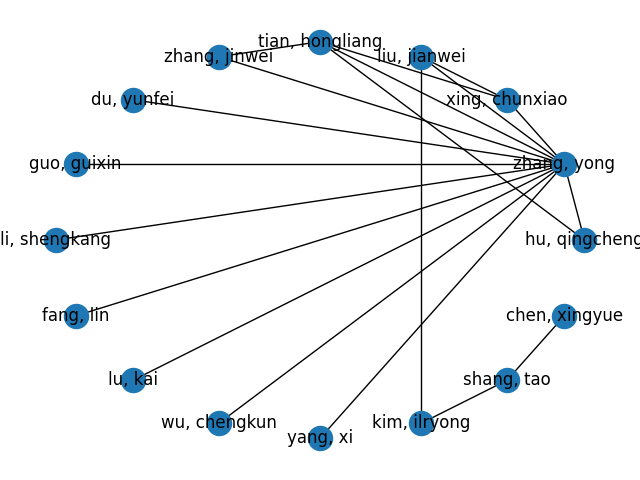 tian, hongliang
zhang, jinwei
liu, jianwei
du, yunfei
xing, chunxiao
guo, guixin
zhang, yong
li, shengkang
hu, qingcheng
fang, lin
chen, xingyue
lu, kai
shang, tao
wu, chengkun
kim, ilryong
yang, xi